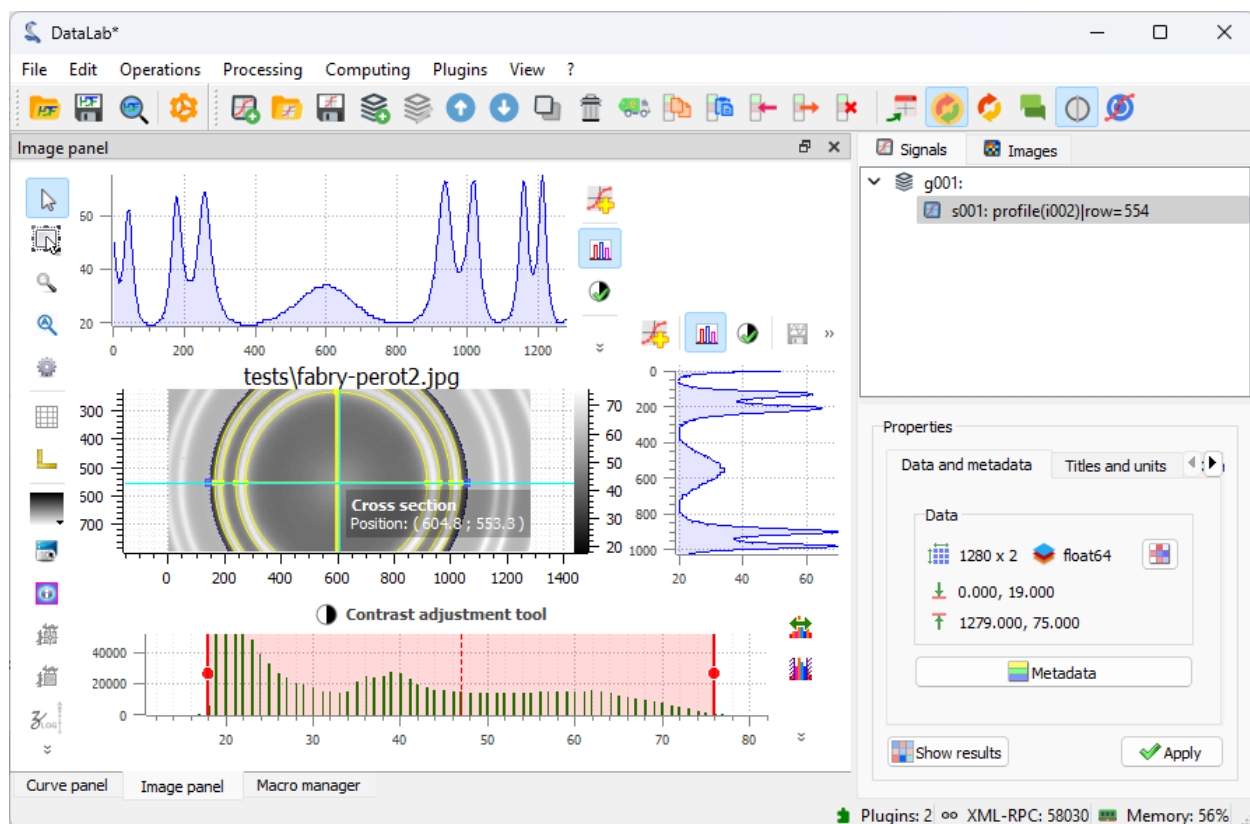 DataLab*
File Edit Operations Processing Computing Plugins View ?
Image panel
60
40
20
0 200 400 600 800 1000 1200
tests\fabry-perot2.jpg
300
400
500
600
700
0 200 400 600 800 1000 1200 1400
Cross section
Position: ( 604.8 ; 553.3 )
70
60
50
40
30
20
»
0
200
400
600
800
1000
20 40 60
Contrast adjustment tool
40000
20000
0
20 30 40 50 60 70 80
LOG
Curve panel Image panel Macro manager
Signals Images
g001:
s001: profile(i002)|row=554
Properties
Data and metadata Titles and units
Data
1280 x 2 float64
0.000, 19.000
1279.000, 75.000
Metadata
Show results Apply
Plugins: 2 XML-RPC: 58030 Memory: 56%